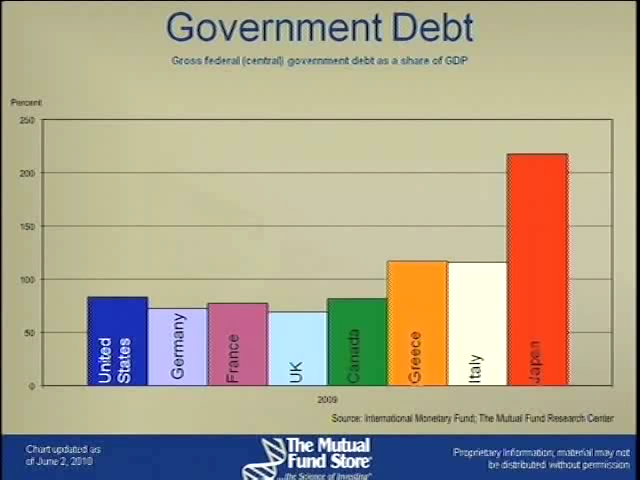 Government Debt
Gross federal (central) government debt as a share of GDP
Percent
250
200
150
100
50
0
United
States
Germany
France
UK
Canada
Greece
Italy
Japan
2009
Source: International Monetary Fund; The Mutual Fund Research Center
Chart updated as
of June 2, 2010
The Mutual
Fund Store
...the Science of Investing
Proprietary information; material may not
be distributed without permission